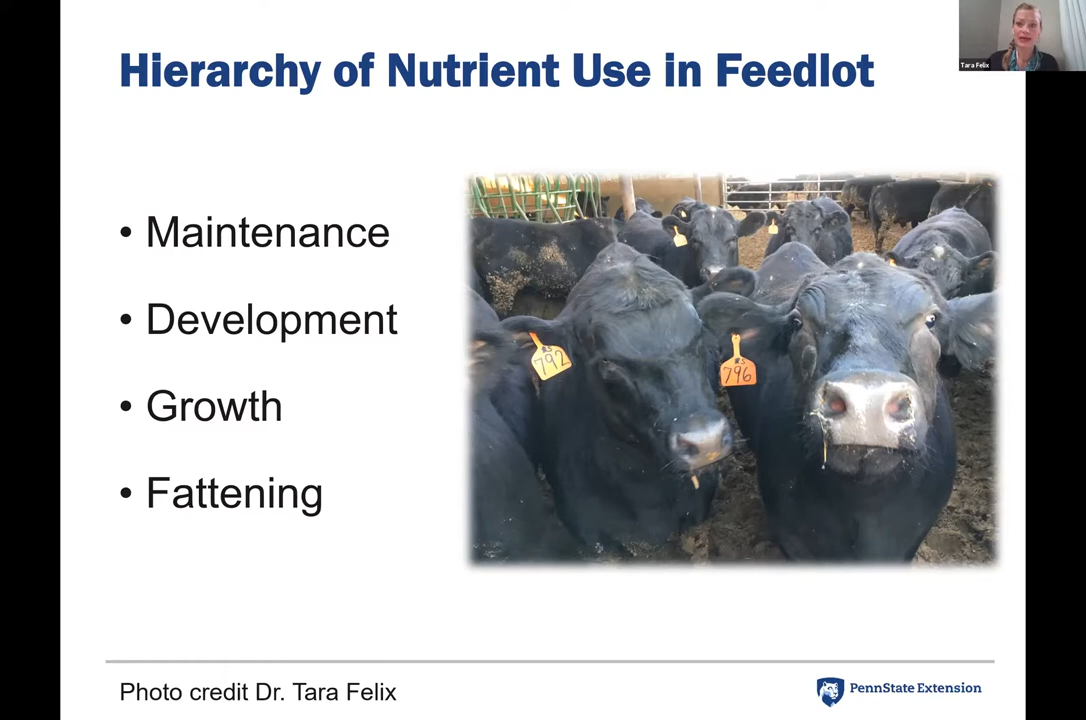 Hierarchy of Nutrient Use in Feedlot
Tara Felix
• Maintenance
• Development
• Growth
• Fattening
792
796
Photo credit Dr. Tara Felix
PennState Extension